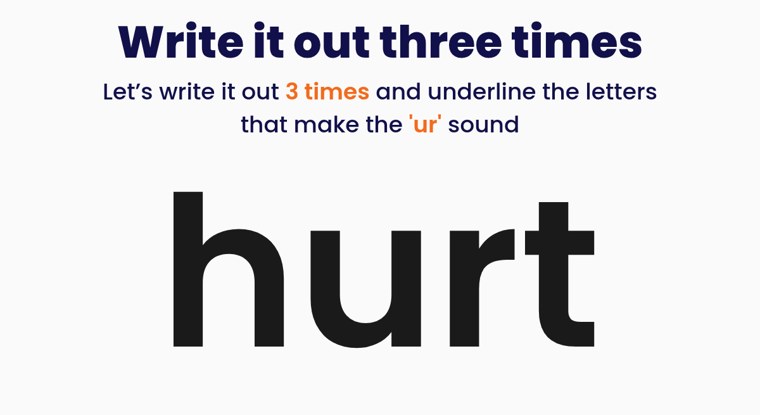 Write it out three times
Let’s write it out 3 times and underline the letters
that make the 'ur' sound
hurt